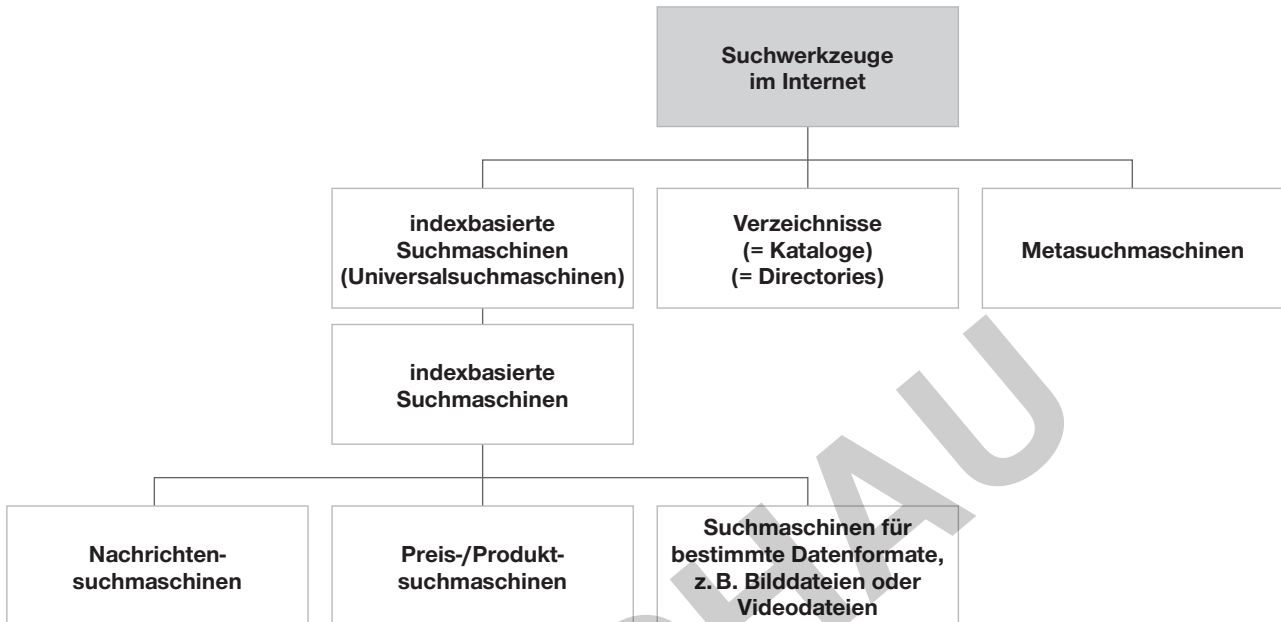 Suchwerkzeuge
im Internet
indexbasierte
Suchmaschinen
(Universalsuchmaschinen)
Verzeichnisse
(= Kataloge)
(= Directories)
Metasuchmaschinen
indexbasierte
Suchmaschinen
Nachrichten-
suchmaschinen
Preis-/Produkt-
suchmaschinen
Suchmaschinen für
bestimmte Datenformate,
z. B. Bilddateien oder
Videodateien
HAU